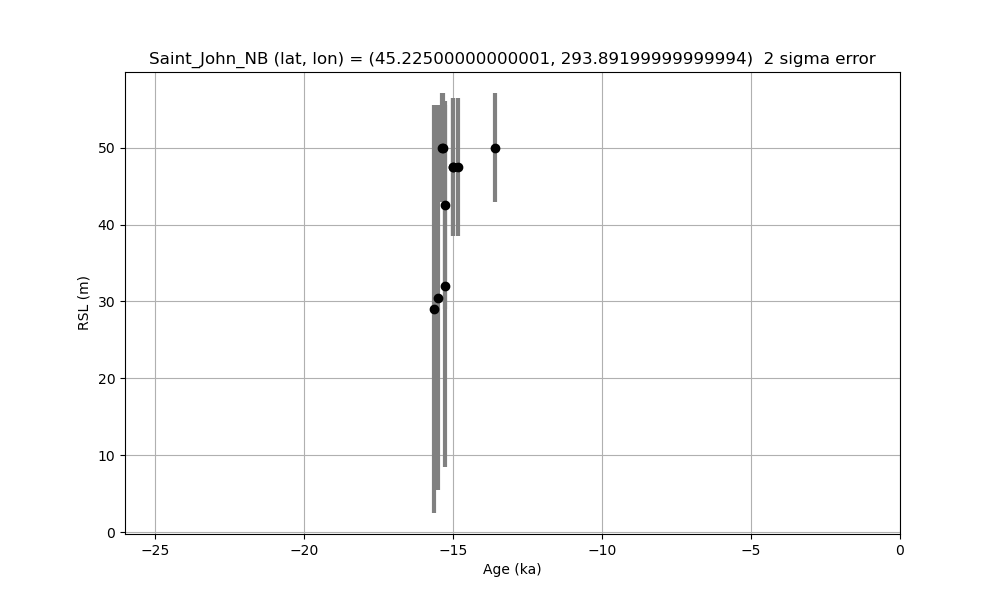 Saint_John_NB (lat, lon) = (45.22500000000001, 293.89199999999994)  2 sigma error
50
40
30
20
10
0
RSL (m)
−25 −20 −15 −10 −5 0
Age (ka)